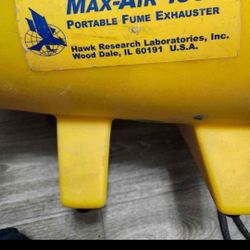 MAX-AIR
PORTABLE FUME EXHAUSTER
Hawk Research Laboratories, Inc.
Wood Dale, IL 60191 U.S.A.